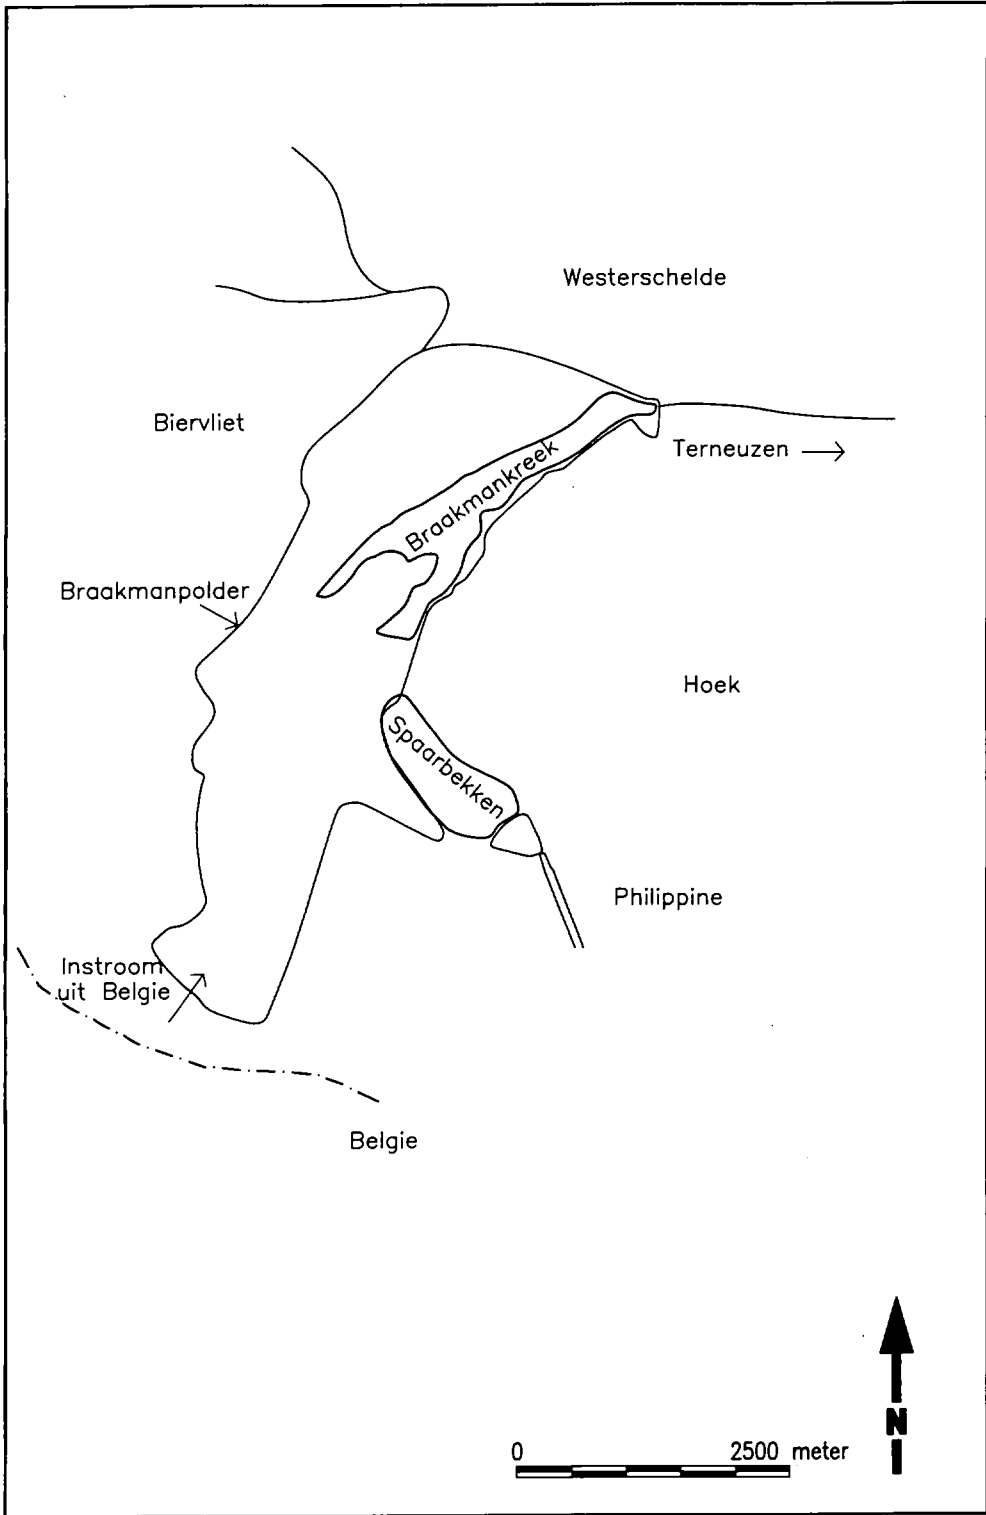 Westerschelde
Biervliet
Terneuzen
Braakmankreek
Braakmanpolder
Hoek
Spaarbekken
Philippine
Instroom
uit Belgie
Belgie
N
0 2500 meter